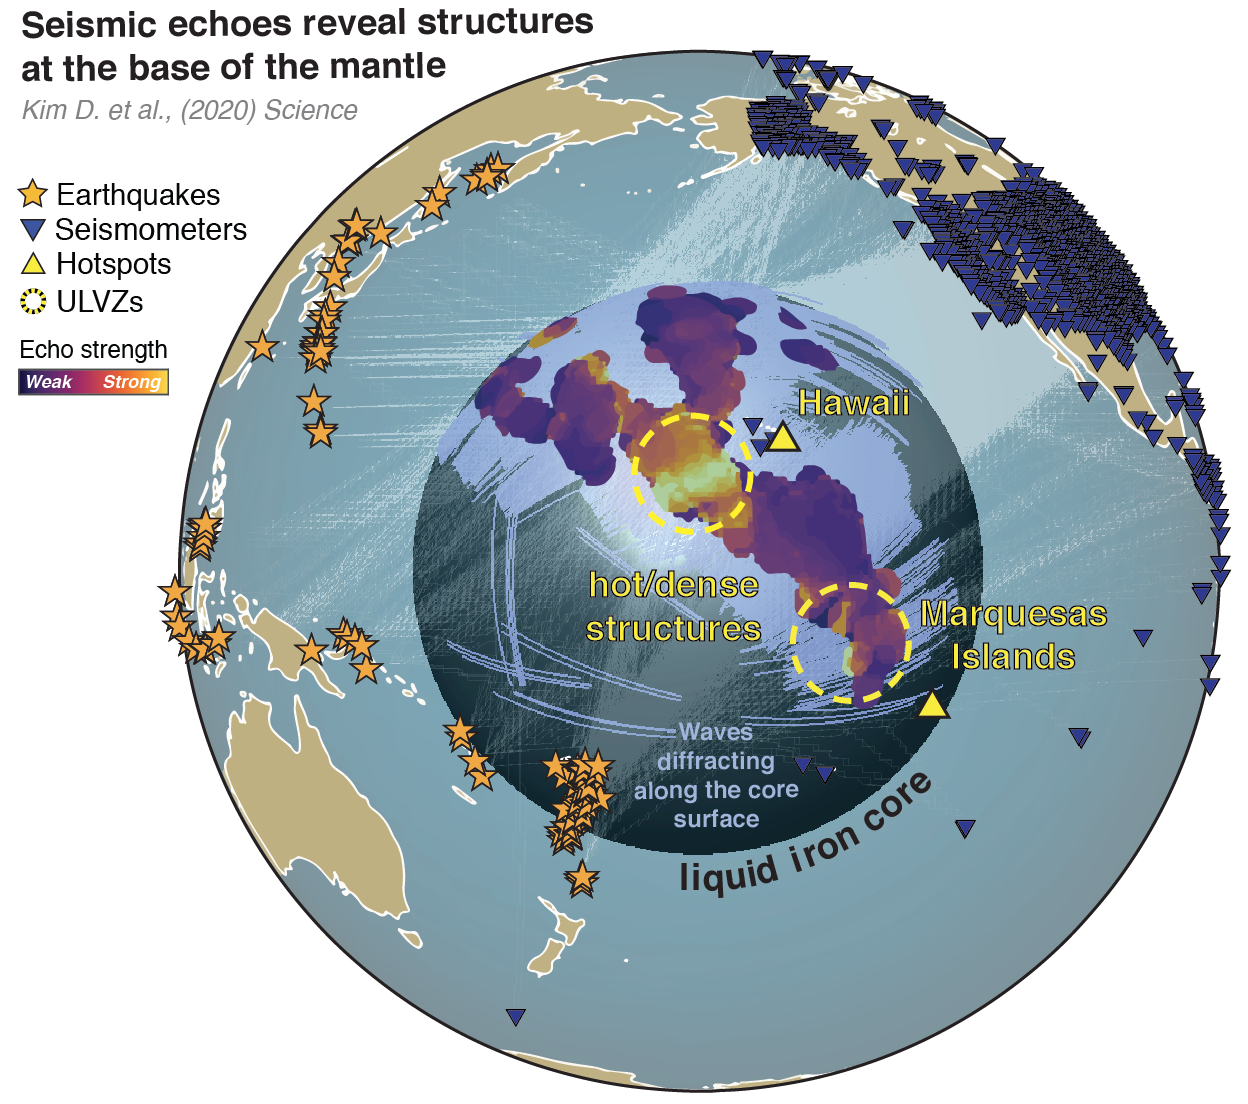 Seismic echoes reveal structures
at the base of the mantle
Kim D. et al., (2020) Science
Earthquakes
Seismometers
Hotspots
ULVZs
Echo strength
Weak Strong
Hawaii
hot/dense
structures
Marquesas
Islands
Waves
diffracting
along the core
surface
liquid iron core